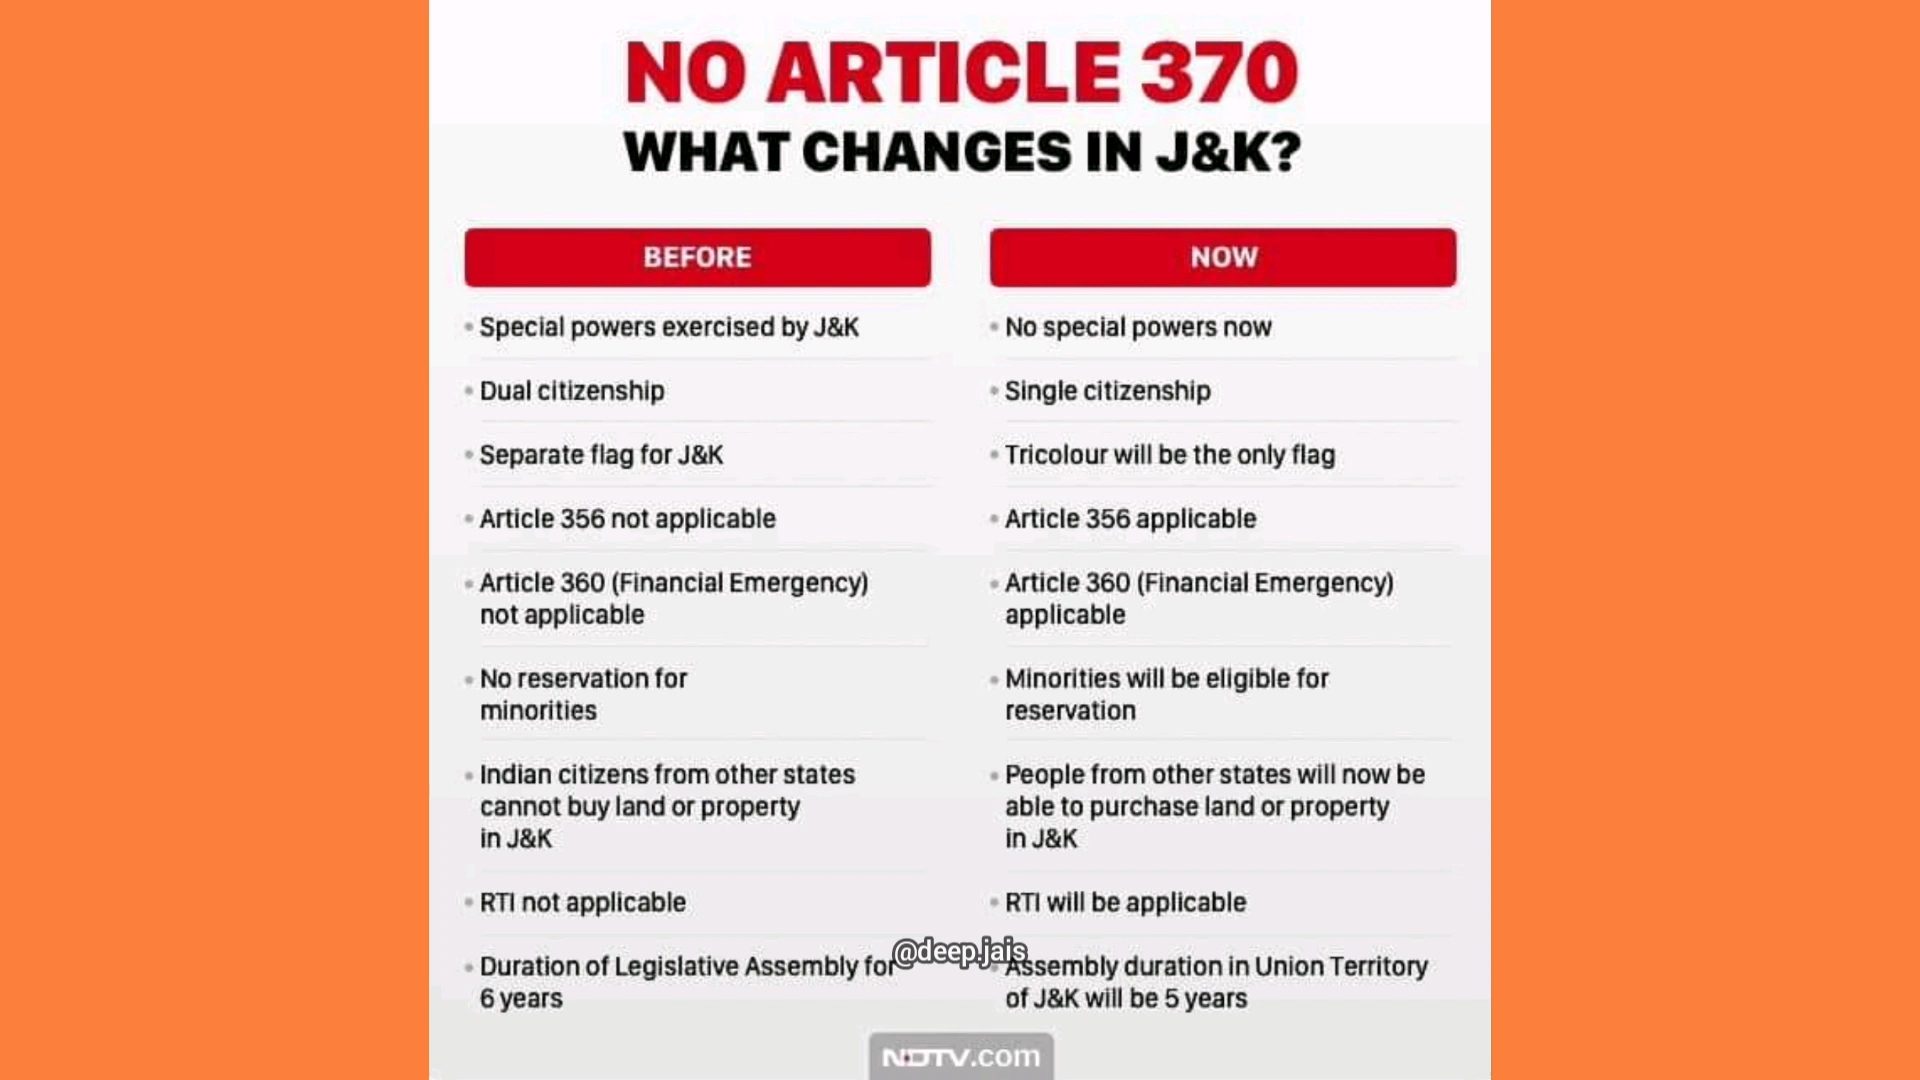 NO ARTICLE 370
WHAT CHANGES IN J&K?
BEFORE
• Special powers exercised by J&K
• Dual citizenship
• Separate flag for J&K
• Article 356 not applicable
• Article 360 (Financial Emergency)
not applicable
• No reservation for
minorities
• Indian citizens from other states
cannot buy land or property
in J&K
• RTI not applicable
• Duration of Legislative Assembly for
6 years
NOW
• No special powers now
• Single citizenship
• Tricolour will be the only flag
• Article 356 applicable
• Article 360 (Financial Emergency)
applicable
• Minorities will be eligible for
reservation
• People from other states will now be
able to purchase land or property
in J&K
• RTI will be applicable
• Assembly duration in Union Territory
of J&K will be 5 years
@deep.jais
NDTV.com